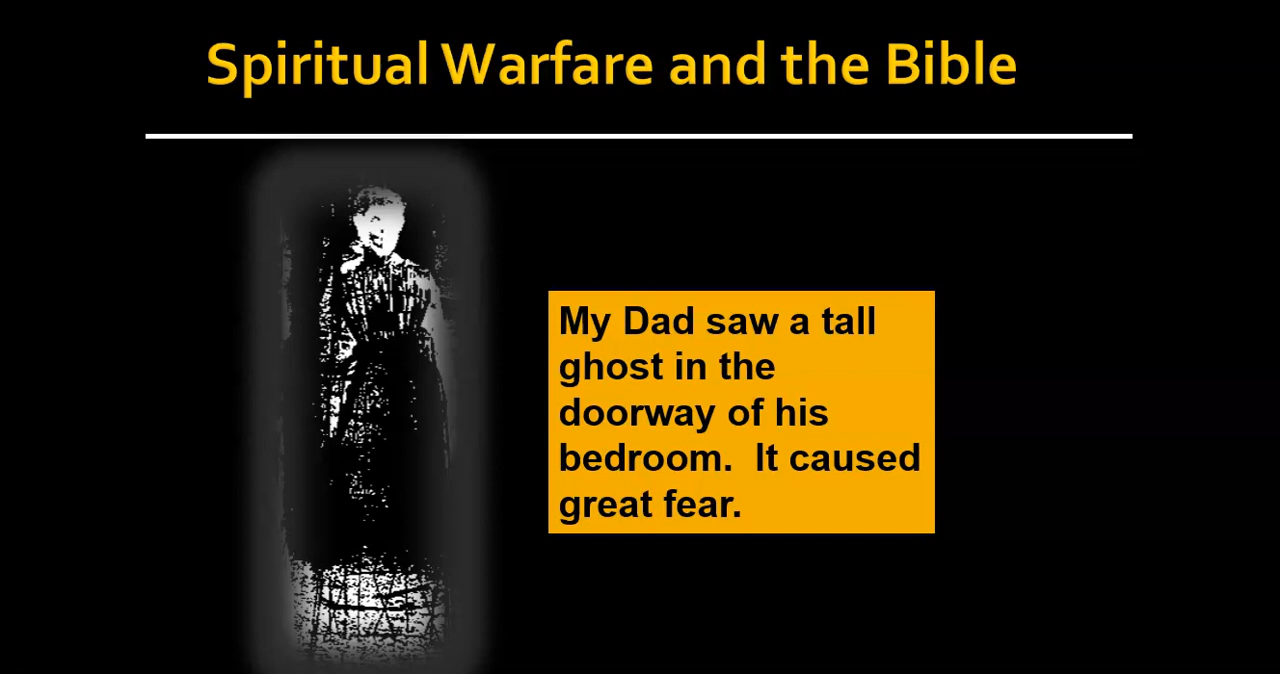 Spiritual Warfare and the Bible
My Dad saw a tall
ghost in the
doorway of his
bedroom.  It caused
great fear.